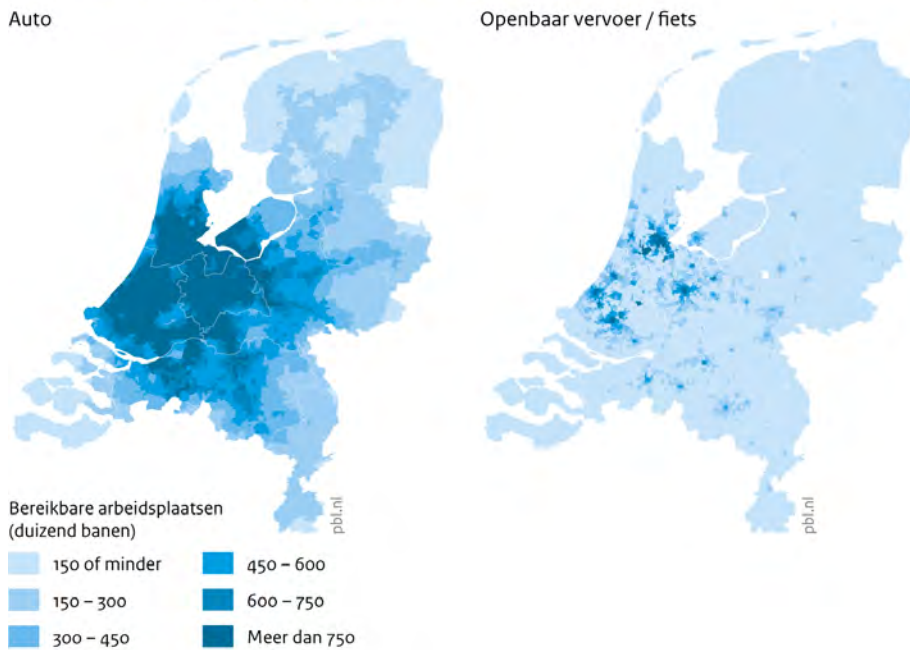 Auto
Openbaar vervoer / fiets
Bereikbare arbeidsplaatsen
(duizend banen)
150 of minder
150 – 300
300 – 450
450 – 600
600 – 750
Meer dan 750
pbl.nl
pbl.nl